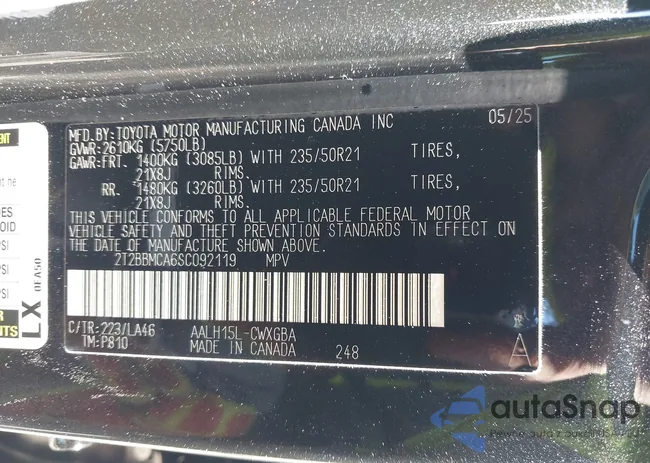 MFD.BY:TOYOTA MOTOR MANUFACTURING CANADA INC 05/25
GVWR:2610KG (5750LB)
GAWR:FRT. 1400KG (3085LB) WITH 235/50R21 TIRES,
21X8J RIMS.
RR. 1480KG (3260LB) WITH 235/50R21 TIRES,
21X8J RIMS.
THIS VEHICLE CONFORMS TO ALL APPLICABLE FEDERAL MOTOR
VEHICLE SAFETY AND THEFT PREVENTION STANDARDS IN EFFECT ON
THE DATE OF MANUFACTURE SHOWN ABOVE.
2T2BBMCA6SC092119 MPV
C/TR:223/LA46 AALH15L-CWXGBA
TM:P810 MADE IN CANADA 248
A
LX
0EA50
autaSnap